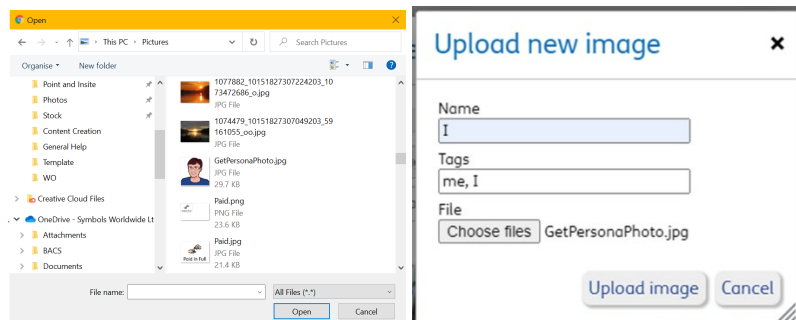 Open
This PC › Pictures
Search Pictures
Organise
New folder
Point and Insite
Photos
Stock
Content Creation
General Help
Template
WO
Creative Cloud Files
OneDrive - Symbols Worldwide Lt
Attachments
BACS
Documents
1077882_10151827307224203_10
73472686_o.jpg
JPG File
1074479_10151827307049203_59
161055_oo.jpg
JPG File
GetPersonaPhoto.jpg
JPG File
29.7 KB
Paid.png
PNG File
23.6 KB
Paid in Full
Paid.jpg
JPG File
21.4 KB
File name:
All Files (*.*)
Open
Cancel
Upload new image
Name
I
Tags
me, I
File
Choose files GetPersonaPhoto.jpg
Upload image
Cancel